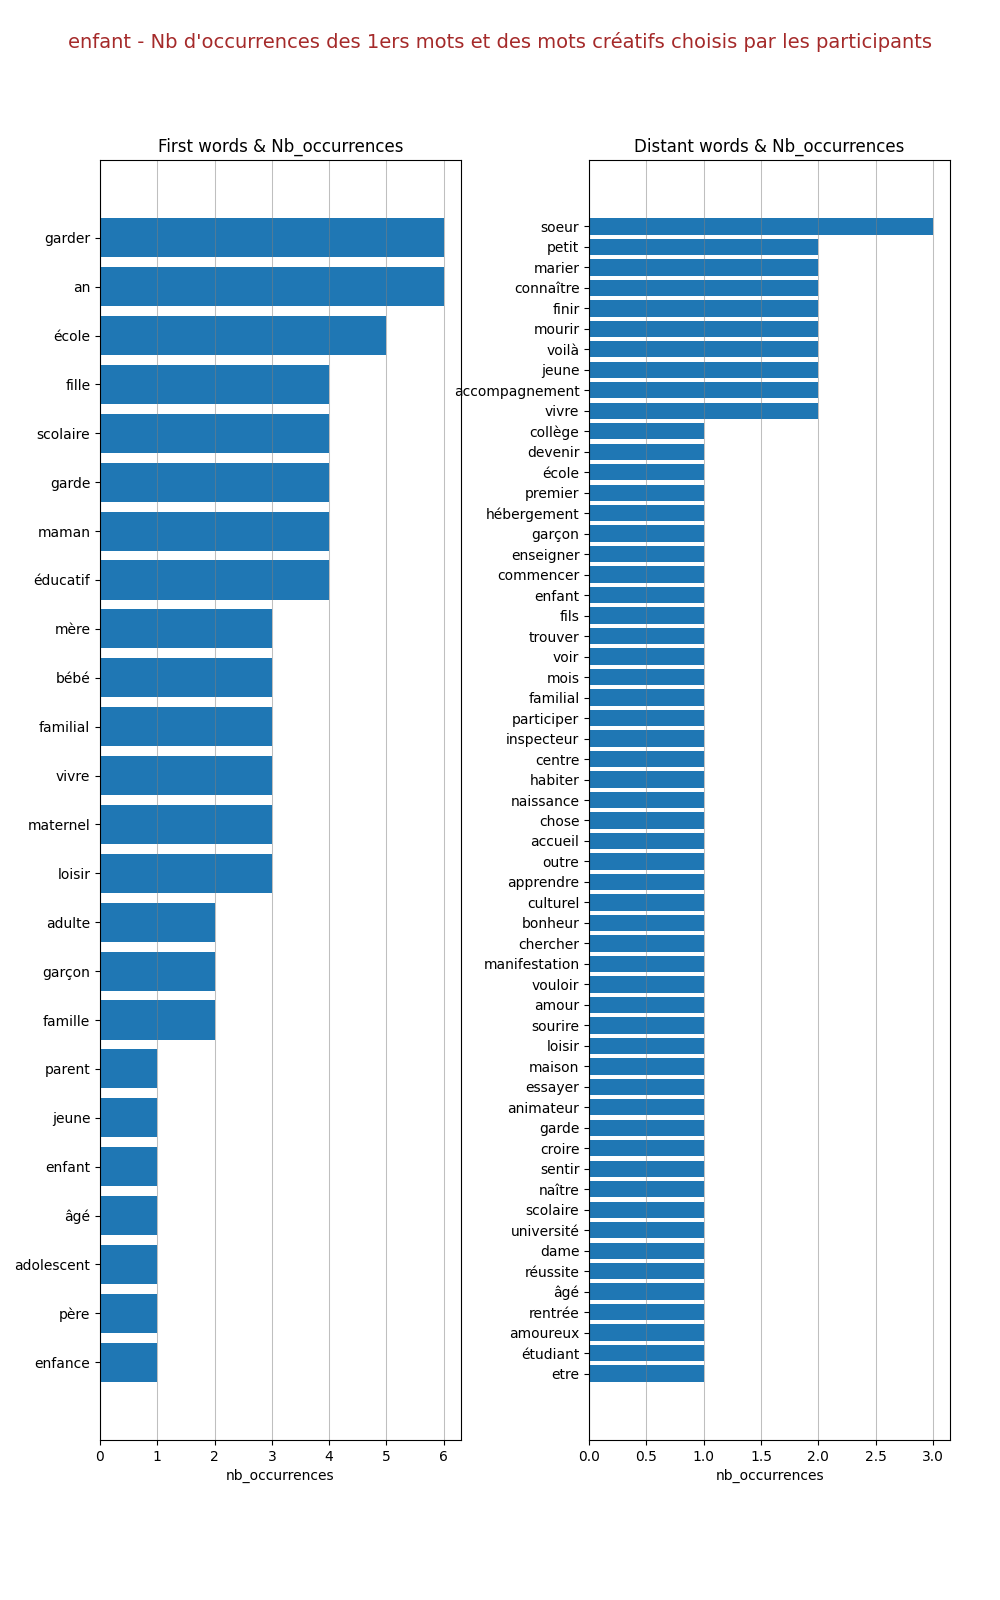 enfant - Nb d'occurrences des 1ers mots et des mots créatifs choisis par les participants
First words & Nb_occurrences
garder
an
école
fille
scolaire
garde
maman
éducatif
mère
bébé
familial
vivre
maternel
loisir
adulte
garçon
famille
parent
jeune
enfant
âgé
adolescent
père
enfance
0 1 2 3 4 5 6
nb_occurrences
Distant words & Nb_occurrences
soeur
petit
marier
connaître
finir
mourir
voilà
jeune
accompagnement
vivre
collège
devenir
école
premier
hébergement
garçon
enseigner
commencer
enfant
fils
trouver
voir
mois
familial
participer
inspecteur
centre
habiter
naissance
chose
accueil
outre
apprendre
culturel
bonheur
chercher
manifestation
vouloir
amour
sourire
loisir
maison
essayer
animateur
garde
croire
sentir
naître
scolaire
université
dame
réussite
âgé
rentrée
amoureux
étudiant
etre
0.0 0.5 1.0 1.5 2.0 2.5 3.0
nb_occurrences